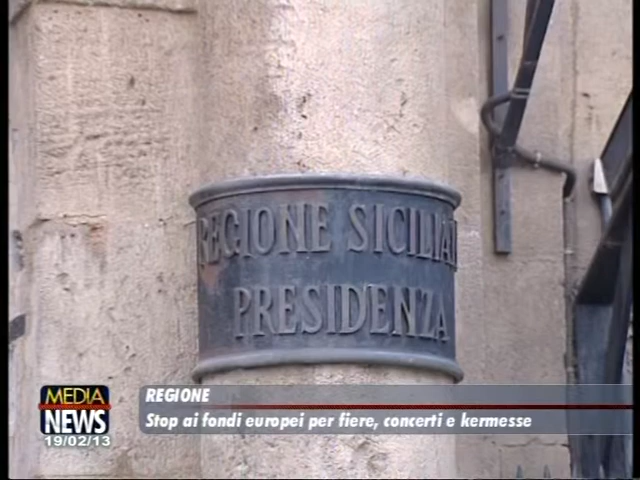 REGIONE SICILIA
PRESIDENZA
MEDIA
NEWS
19/02/13
REGIONE
Stop ai fondi europei per fiere, concerti e kermesse